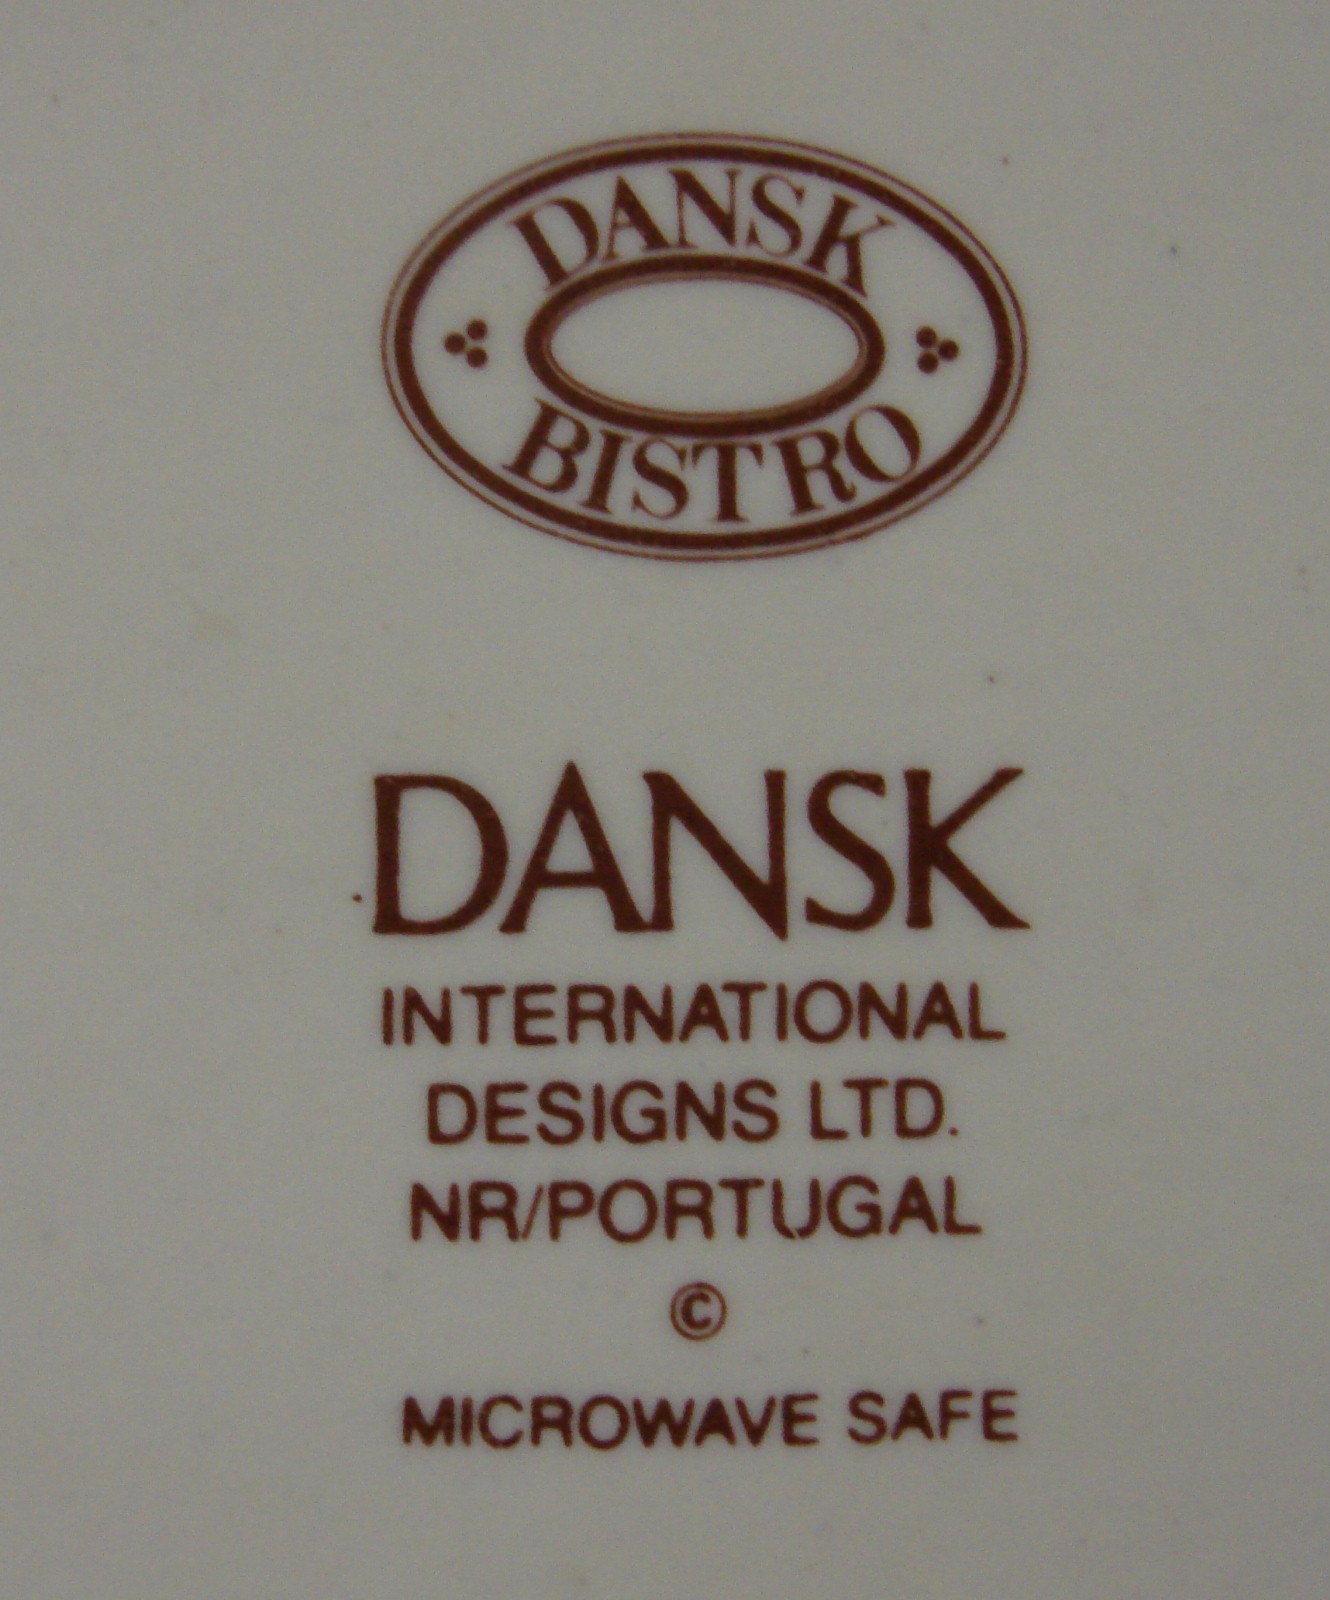 DANSK
BISTRO
DANSK
INTERNATIONAL
DESIGNS LTD.
NR/PORTUGAL
©
MICROWAVE SAFE